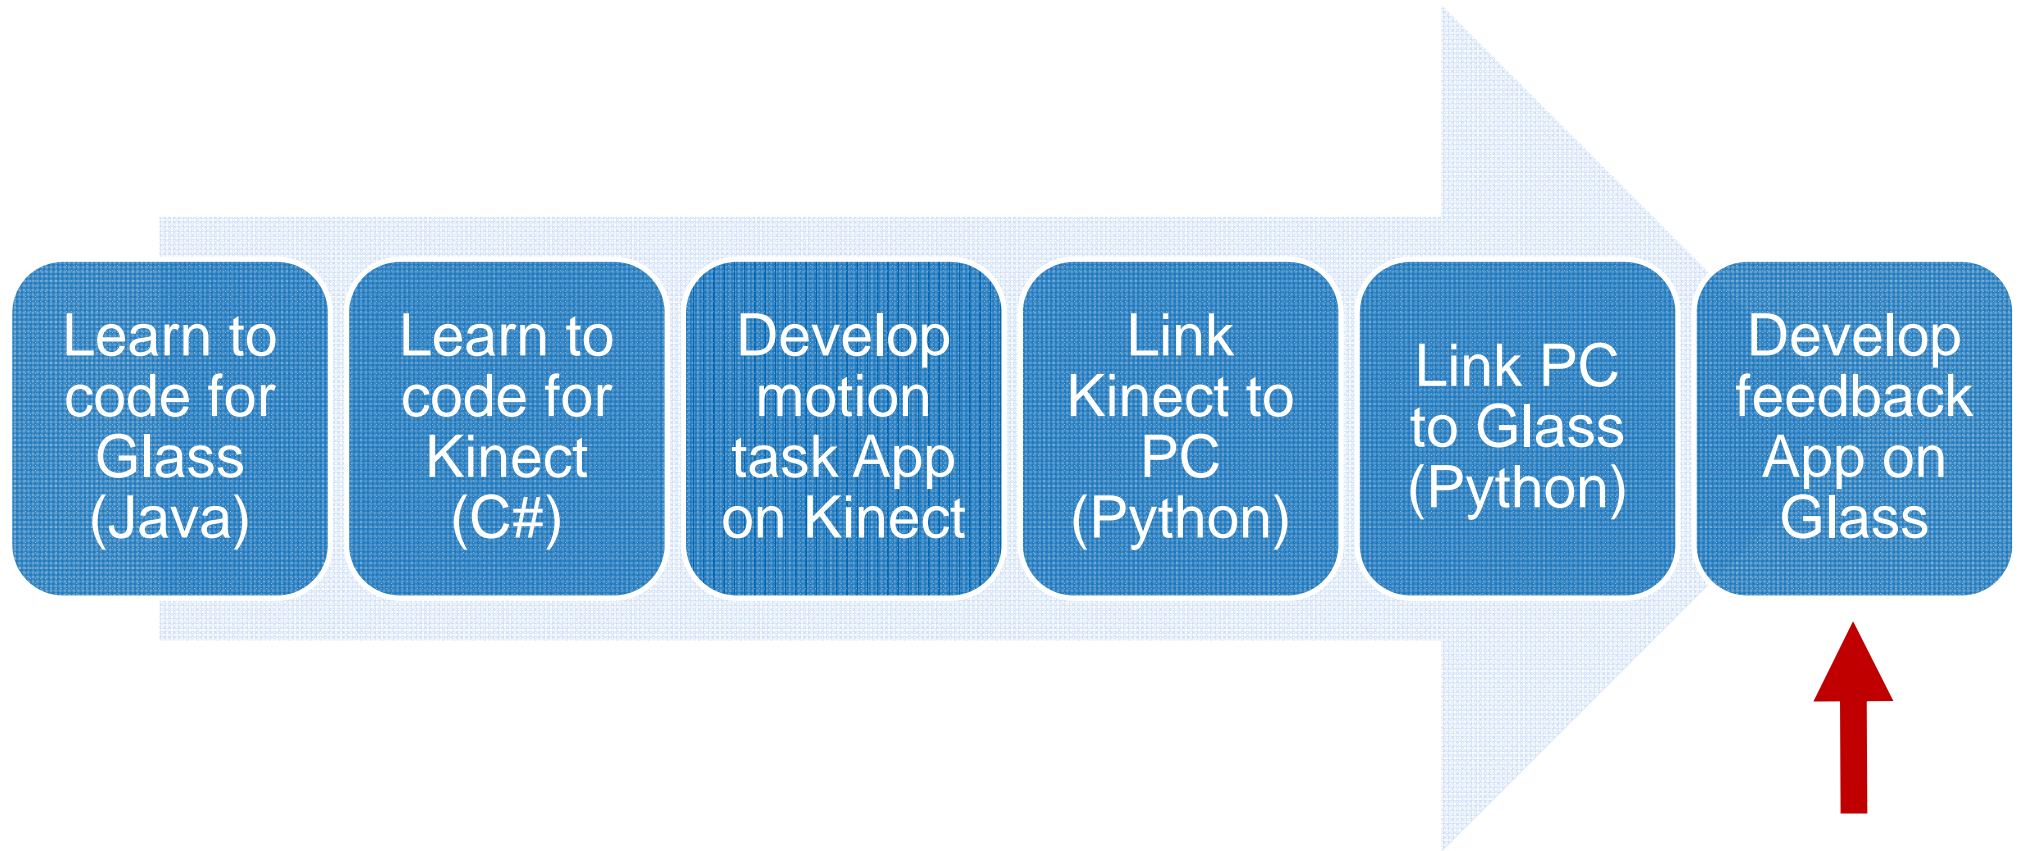 Learn to
code for
Glass
(Java)
Learn to
code for
Kinect
(C#)
Develop
motion
task App
on Kinect
Link
Kinect to
PC
(Python)
Link PC
to Glass
(Python)
Develop
feedback
App on
Glass